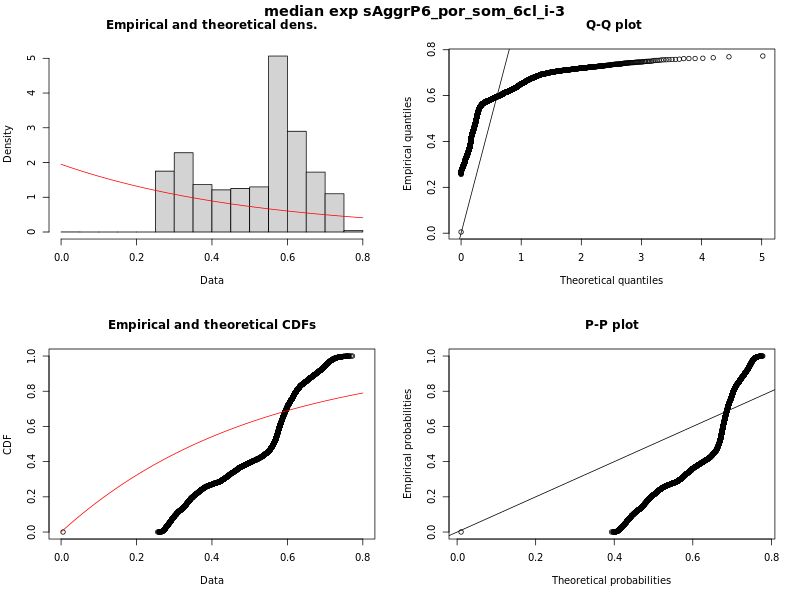 median exp sAggrP6_por_som_6cl_i-3
Empirical and theoretical dens.
Density
0 1 2 3 4 5
0.0 0.2 0.4 0.6 0.8
Data
Q-Q plot
Empirical quantiles
0.0 0.2 0.4 0.6 0.8
0 1 2 3 4 5
Theoretical quantiles
Empirical and theoretical CDFs
CDF
0.0 0.2 0.4 0.6 0.8 1.0
0.0 0.2 0.4 0.6 0.8
Data
P-P plot
Empirical probabilities
0.0 0.2 0.4 0.6 0.8 1.0
0.0 0.2 0.4 0.6 0.8
Theoretical probabilities